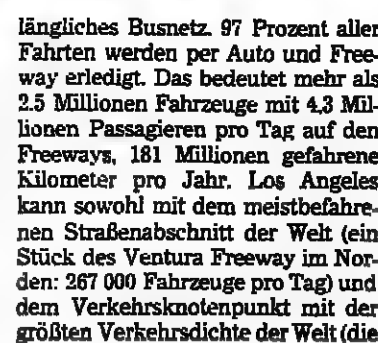 längliches Busnetz. 97 Prozent aller
Fahrten werden per Auto und Free-
way erledigt. Das bedeutet mehr als
2.5 Millionen Fahrzeuge mit 4,3 Mil-
lionen Passagieren pro Tag auf den
Freeways, 181 Millionen gefahrene
Kilometer pro Jahr. Los Angeles
kann sowohl mit dem meistbefahre-
nen Straßenabschnitt der Welt (ein
Stück des Ventura Freeway im Nor-
den: 267 000 Fahrzeuge pro Tag) und
dem Verkehrsknotenpunkt mit der
größten Verkehrsdichte der Welt (die